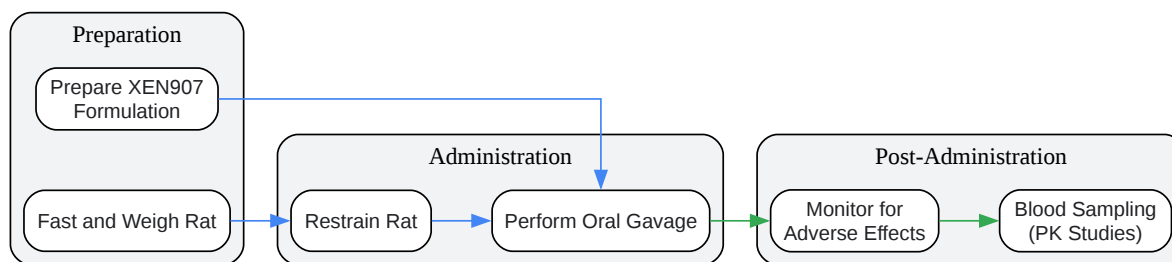 Preparation
Prepare XEN907
Formulation
Fast and Weigh Rat
Administration
Restrain Rat
Perform Oral Gavage
Post-Administration
Monitor for
Adverse Effects
Blood Sampling
(PK Studies)